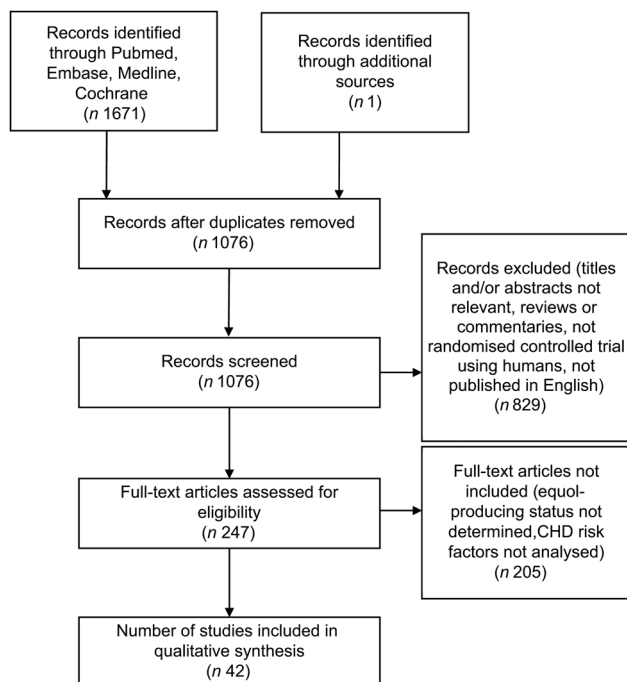 Records identified
through Pubmed,
Embase, Medline,
Cochrane
(n 1671)
Records identified
through additional
sources
(n 1)
Records after duplicates removed
(n 1076)
Records screened
(n 1076)
Records excluded (titles
and/or abstracts not
relevant, reviews or
commentaries, not
randomised controlled trial
using humans, not
published in English)
(n 829)
Full-text articles assessed for
eligibility
(n 247)
Full-text articles not
included (equol-
producing status not
determined,CHD risk
factors not analysed)
(n 205)
Number of studies included in
qualitative synthesis
(n 42)